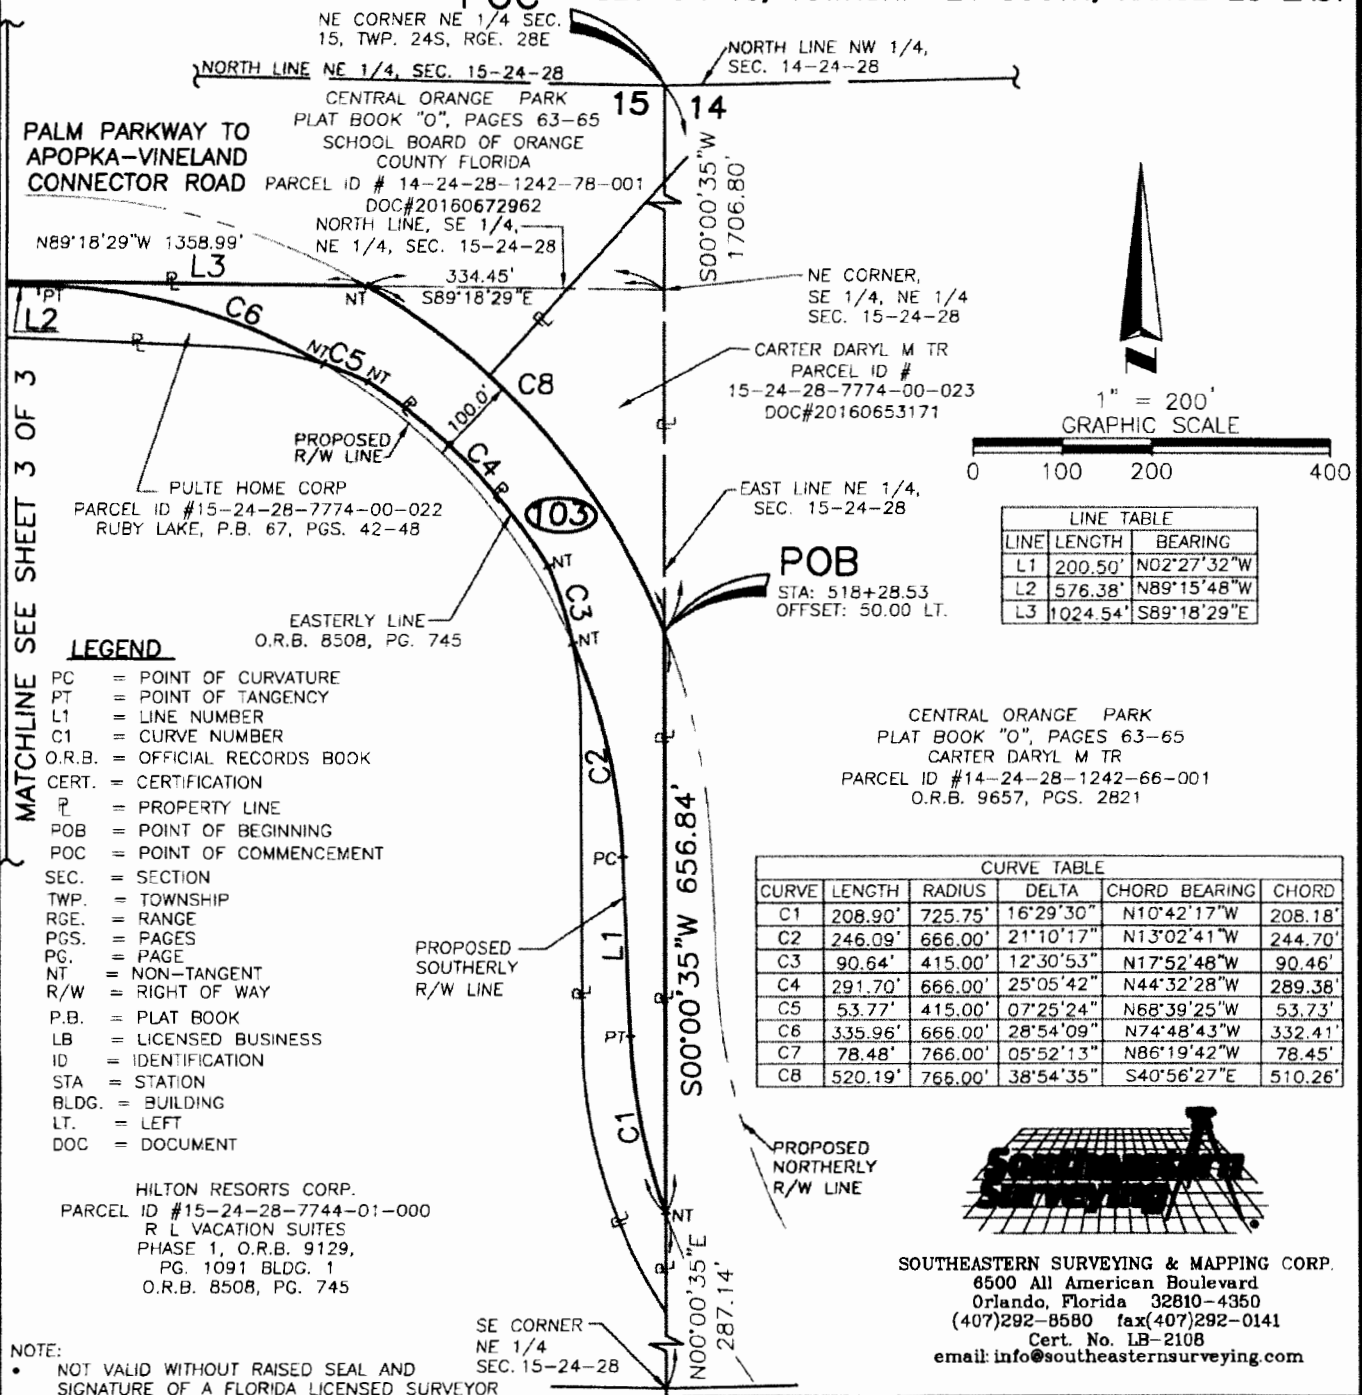 POC
NE CORNER NE 1/4 SEC.
15, TWP. 24S, RGE. 28E
NORTH LINE NW 1/4,
SEC. 14-24-28
NORTH LINE NE 1/4, SEC. 15-24-28
15 14
CENTRAL ORANGE PARK
PLAT BOOK "O", PAGES 63-65
SCHOOL BOARD OF ORANGE
COUNTY FLORIDA
PARCEL ID # 14-24-28-1242-78-001
DOC#20160672962
PALM PARKWAY TO
APOPKA-VINELAND
CONNECTOR ROAD
NORTH LINE, SE 1/4,
NE 1/4, SEC. 15-24-28
S00°00'35"W
1706.80'
N89°18'29"W 1358.99'
L3
334.45'
S89°18'29"E
NT
PT
L2
C6
NT
C5
NT
C8
100.0'
NE CORNER,
SE 1/4, NE 1/4
SEC. 15-24-28
CARTER DARYL M TR
PARCEL ID #
15-24-28-7774-00-023
DOC#20160653171
1" = 200'
GRAPHIC SCALE
0 100 200 400
PROPOSED
R/W LINE
C4
PULTE HOME CORP
PARCEL ID #15-24-28-7774-00-022
RUBY LAKE, P.B. 67, PGS. 42-48
103
EAST LINE NE 1/4,
SEC. 15-24-28
LINE TABLE
LINE LENGTH BEARING
L1 200.50' N02°27'32"W
L2 576.38' N89°15'48"W
L3 1024.54' S89°18'29"E
POB
STA: 518+28.53
OFFSET: 50.00 LT.
NT
C3
NT
EASTERLY LINE
O.R.B. 8508, PG. 745
MATCHLINE SEE SHEET 3 OF 3
LEGEND
PC = POINT OF CURVATURE
PT = POINT OF TANGENCY
L1 = LINE NUMBER
C1 = CURVE NUMBER
O.R.B. = OFFICIAL RECORDS BOOK
CERT. = CERTIFICATION
PL = PROPERTY LINE
POB = POINT OF BEGINNING
POC = POINT OF COMMENCEMENT
SEC. = SECTION
TWP. = TOWNSHIP
RGE. = RANGE
PGS. = PAGES
PG. = PAGE
NT = NON-TANGENT
R/W = RIGHT OF WAY
P.B. = PLAT BOOK
LB = LICENSED BUSINESS
ID = IDENTIFICATION
STA = STATION
BLDG. = BUILDING
LT. = LEFT
DOC = DOCUMENT
C2
PC
L1
PT
C1
NT
S00°00'35"W 656.84'
PROPOSED
SOUTHERLY
R/W LINE
CENTRAL ORANGE PARK
PLAT BOOK "O", PAGES 63-65
CARTER DARYL M TR
PARCEL ID #14-24-28-1242-66-001
O.R.B. 9657, PGS. 2821
CURVE TABLE
CURVE LENGTH RADIUS DELTA CHORD BEARING CHORD
C1 208.90' 725.75' 16°29'30" N10°42'17"W 208.18'
C2 246.09' 666.00' 21°10'17" N13°02'41"W 244.70'
C3 90.64' 415.00' 12°30'53" N17°52'48"W 90.46'
C4 291.70' 666.00' 25°05'42" N44°32'28"W 289.38'
C5 53.77' 415.00' 07°25'24" N68°39'25"W 53.73'
C6 335.96' 666.00' 28°54'09" N74°48'43"W 332.41'
C7 78.48' 766.00' 05°52'13" N86°19'42"W 78.45'
C8 520.19' 766.00' 38°54'35" S40°56'27"E 510.26'
PROPOSED
NORTHERLY
R/W LINE
HILTON RESORTS CORP.
PARCEL ID #15-24-28-7744-01-000
R L VACATION SUITES
PHASE 1, O.R.B. 9129,
PG. 1091 BLDG. 1
O.R.B. 8508, PG. 745
N00°00'35"E
287.14'
SE CORNER
NE 1/4
SEC. 15-24-28
Southeastern
Surveying
SOUTHEASTERN SURVEYING & MAPPING CORP.
6500 All American Boulevard
Orlando, Florida 32810-4350
(407)292-8580 fax(407)292-0141
Cert. No. LB-2108
email: info@southeasternsurveying.com
NOTE:
• NOT VALID WITHOUT RAISED SEAL AND
SIGNATURE OF A FLORIDA LICENSED SURVEYOR